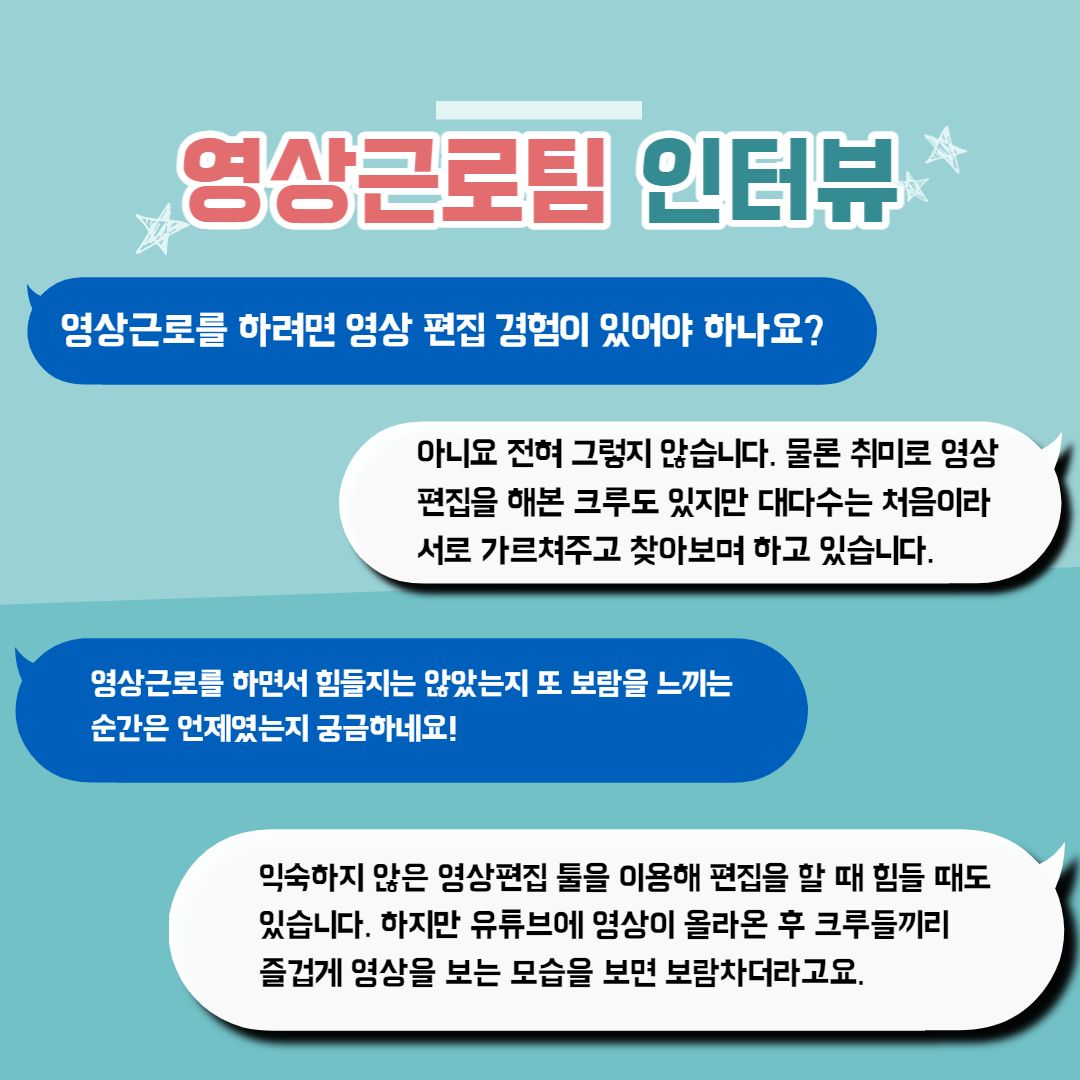 영상근로팀 인터뷰
영상근로를 하려면 영상 편집 경험이 있어야 하나요?
아니요 전혀 그렇지 않습니다. 물론 취미로 영상
편집을 해본 크루도 있지만 대다수는 처음이라
서로 가르쳐주고 찾아보며 하고 있습니다.
영상근로를 하면서 힘들지는 않았는지 또 보람을 느끼는
순간은 언제였는지 궁금하네요!
익숙하지 않은 영상편집 툴을 이용해 편집을 할 때 힘들 때도
있습니다. 하지만 유튜브에 영상이 올라온 후 크루들끼리
즐겁게 영상을 보는 모습을 보면 보람차더라고요.